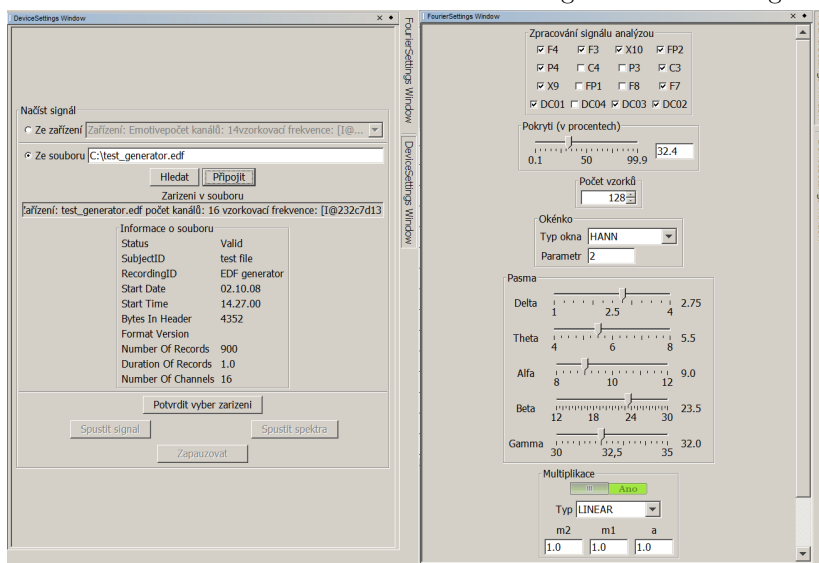 DeviceSettings Window
Načíst signál
Ze zařízení Zařízení: Emotivepočet kanálů: 14vzorkovací frekvence: [I@...
Ze souboru C:\test_generator.edf
Hledat Připojit
Zarizeni v souboru
Zařízení: test_generator.edf počet kanálů: 16 vzorkovací frekvence: [I@232c7d13
Informace o souboru
Status Valid
SubjectID test file
RecordingID EDF generator
Start Date 02.10.08
Start Time 14.27.00
Bytes In Header 4352
Format Version
Number Of Records 900
Duration Of Records 1.0
Number Of Channels 16
Potvrdit vyber zarizeni
Spustit signal Spustit spektra
Zapauzovat
FourierSettings Window
DeviceSettings Window
FourierSettings Window
Zpracování signálu analýzou
F4 F3 X10 FP2
P4 C4 P3 C3
X9 FP1 F8 F7
DC01 DC04 DC03 DC02
Pokryti (v procentech)
0.1 50 99.9 32.4
Počet vzorků
128
Okénko
Typ okna HANN
Parametr 2
Pasma
Delta 1 2.5 4 2.75
Theta 4 6 8 5.5
Alfa 8 10 12 9.0
Beta 12 18 24 30 23.5
Gamma 30 32,5 35 32.0
Multiplikace
Ano
Typ LINEAR
m2 m1 a
1.0 1.0 1.0